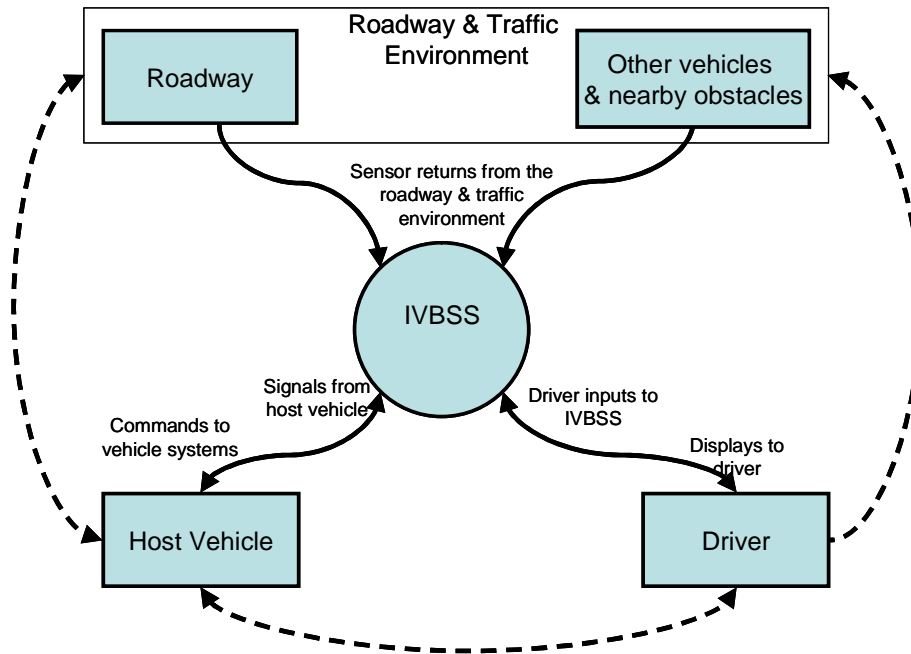 Roadway & Traffic
Environment
Roadway
Other vehicles
& nearby obstacles
Sensor returns from the
roadway & traffic
environment
IVBSS
Signals from
host vehicle
Driver inputs to
IVBSS
Commands to
vehicle systems
Displays to
driver
Host Vehicle
Driver